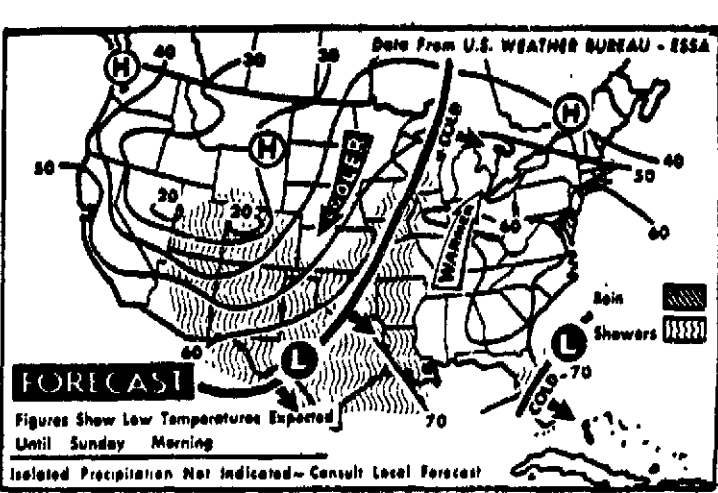 Data From U.S. WEATHER BUREAU - ESSA
40
30
30
H
H
H
COLD
COOLER
40
50
50
20
20
60
WARMER
60
Rain
Showers
L
60
L
70
COLD
70
FORECAST
Figures Show Low Temperatures Expected
Until Sunday Morning
Isolated Precipitation Not Indicated- Consult Local Forecast